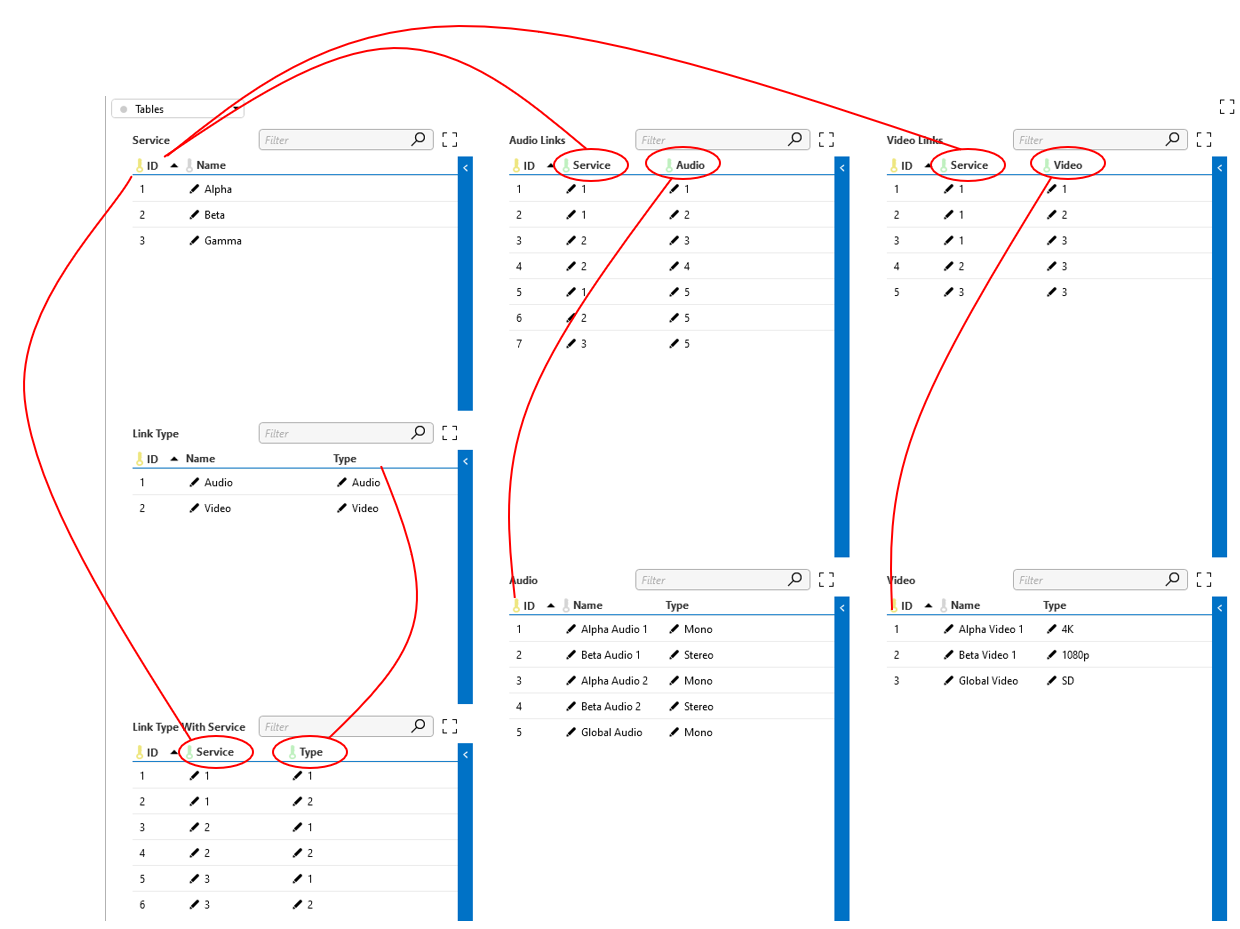 Tables
Service Filter
ID Name
1 Alpha
2 Beta
3 Gamma
Link Type Filter
ID Name Type
1 Audio Audio
2 Video Video
Link Type With Service Filter
ID Service Type
1 1 1
2 1 2
3 2 1
4 2 2
5 3 1
6 3 2
Audio Links Filter
ID Service Audio
1 1 1
2 1 2
3 2 3
4 2 4
5 1 5
6 2 5
7 3 5
Audio Filter
ID Name Type
1 Alpha Audio 1 Mono
2 Beta Audio 1 Stereo
3 Alpha Audio 2 Mono
4 Beta Audio 2 Stereo
5 Global Audio Mono
Video Links Filter
ID Service Video
1 1 1
2 1 2
3 1 3
4 2 3
5 3 3
Video Filter
ID Name Type
1 Alpha Video 1 4K
2 Beta Video 1 1080p
3 Global Video SD